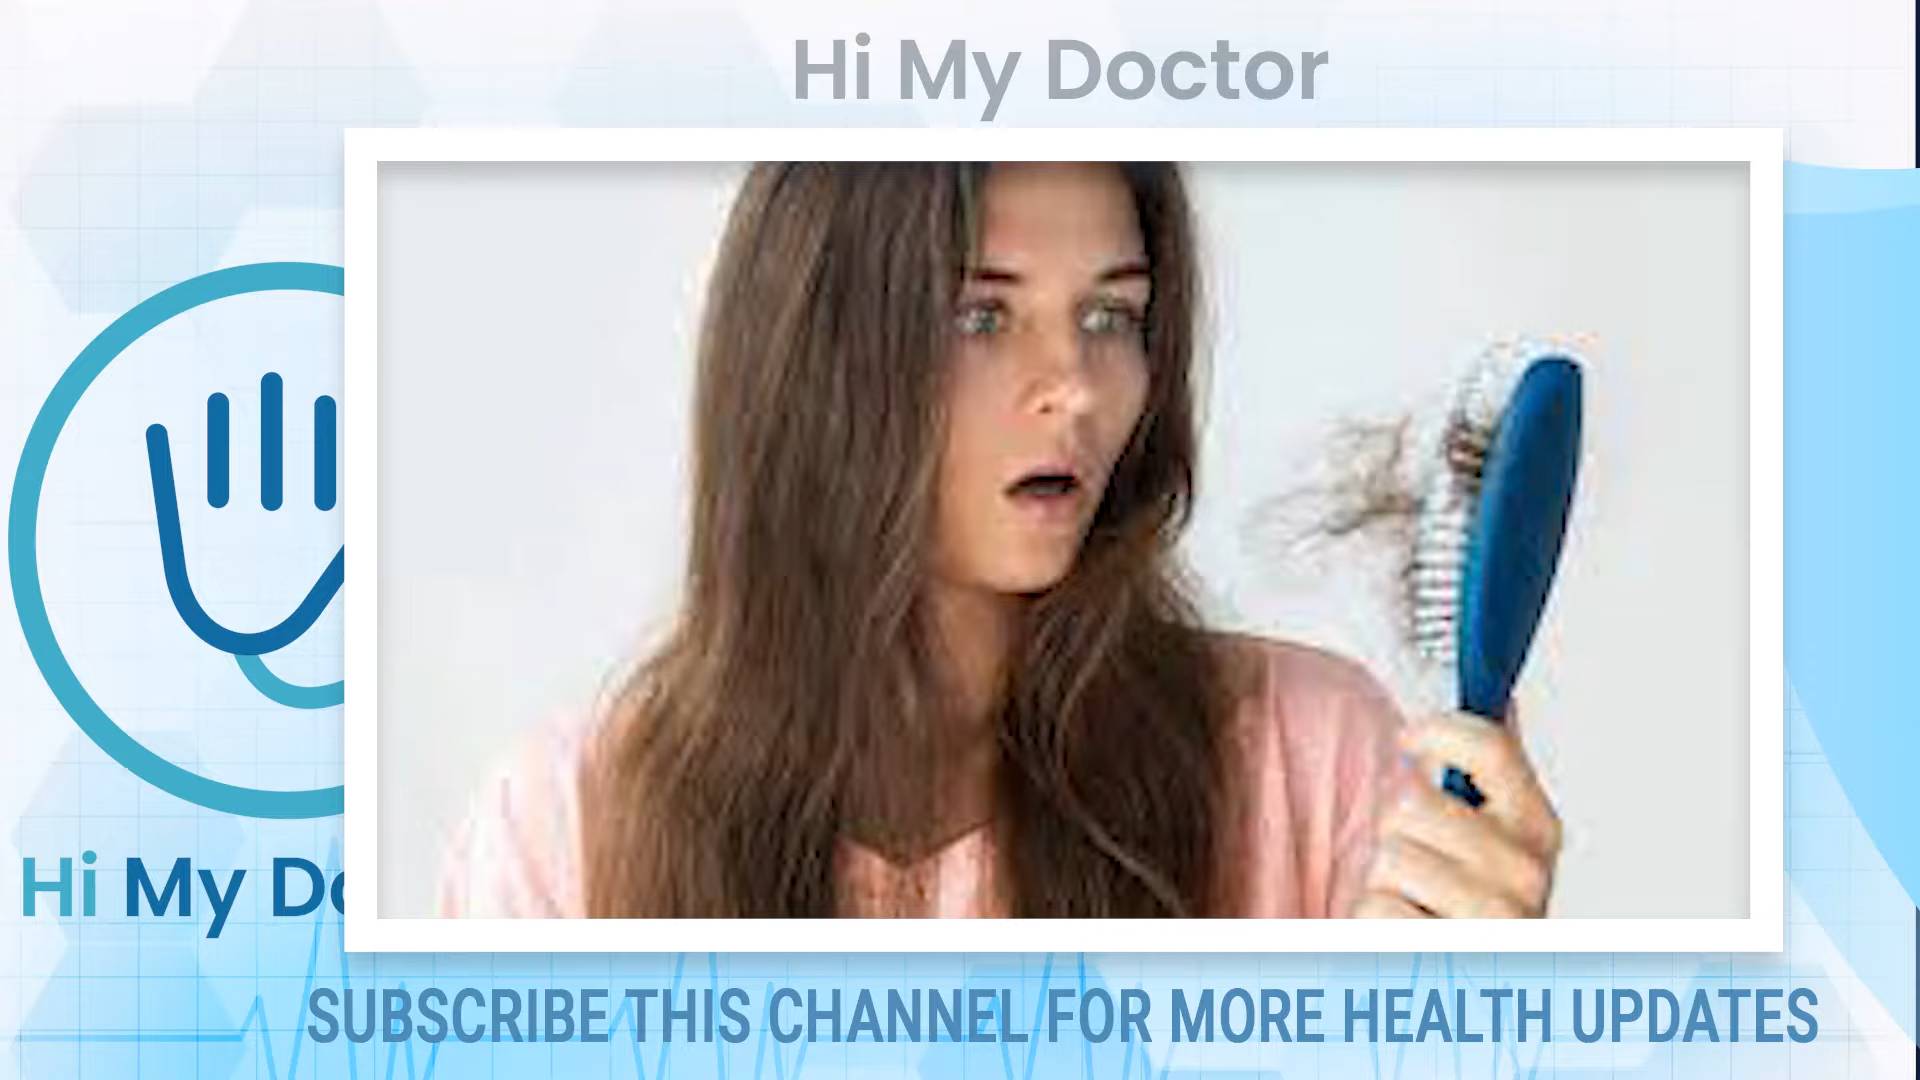 Hi My Doctor
Hi My Do
SUBSCRIBE THIS CHANNEL FOR MORE HEALTH UPDATES